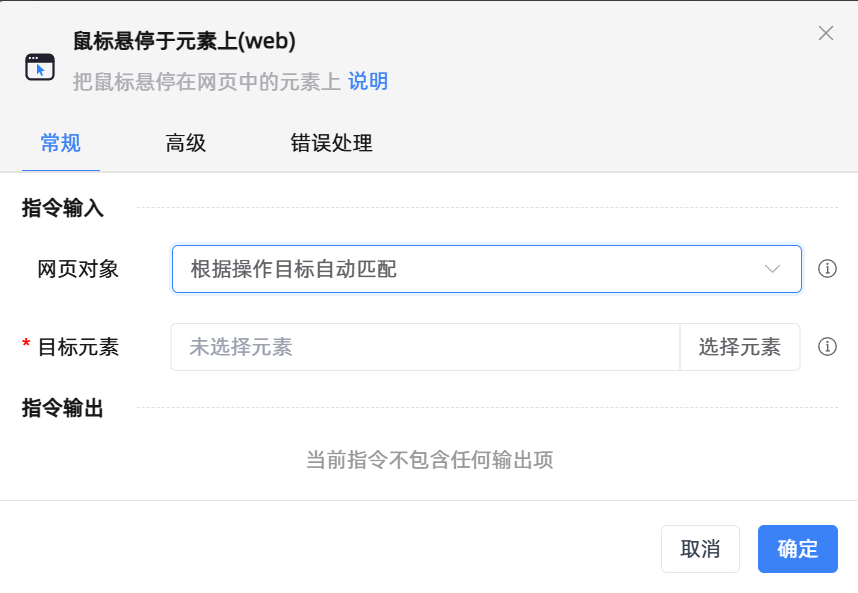 鼠标悬停于元素上(web)
把鼠标悬停在网页中的元素上 说明
常规 高级 错误处理
指令输入
网页对象 根据操作目标自动匹配
* 目标元素 未选择元素 选择元素
指令输出
当前指令不包含任何输出项
取消 确定